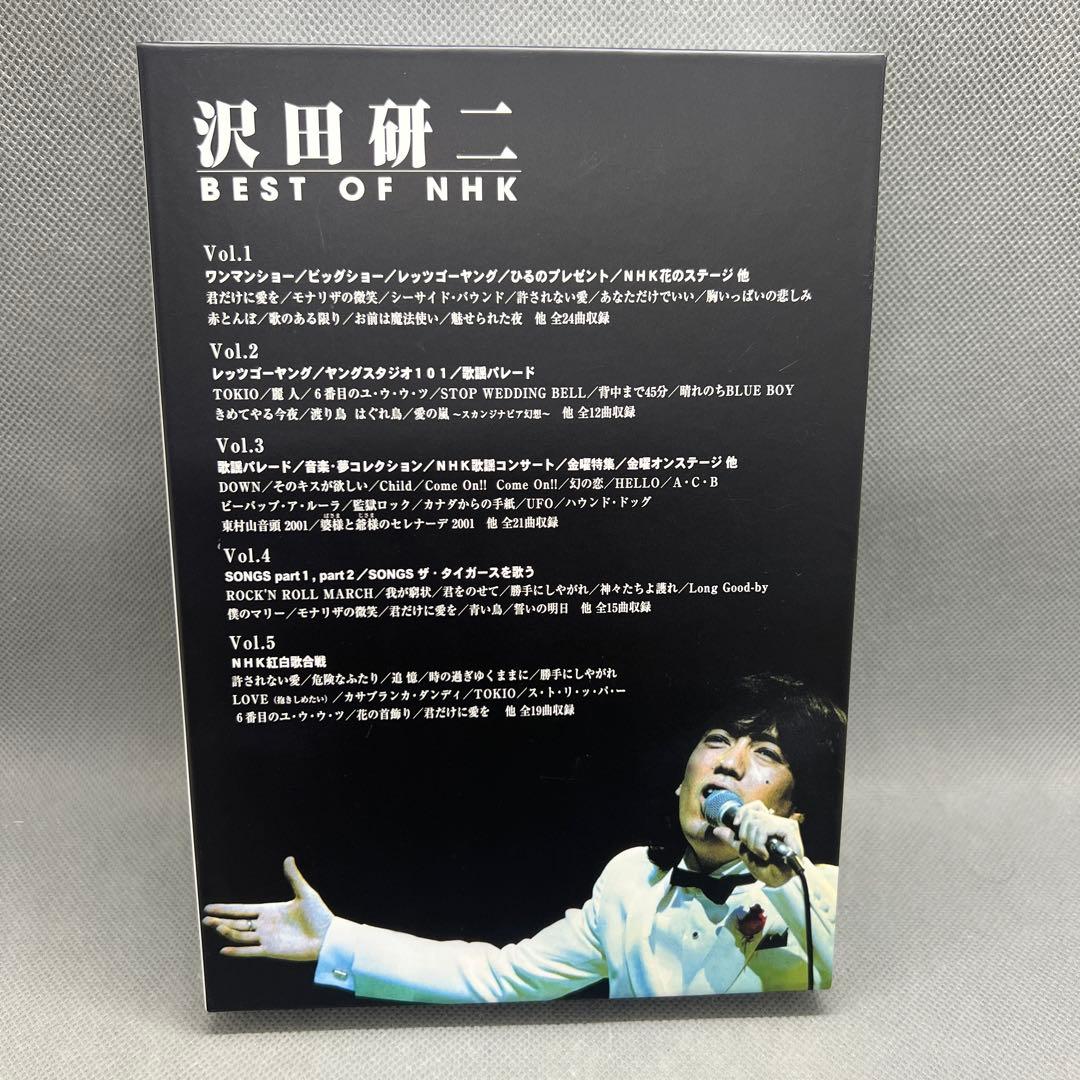 沢田研二
BEST OF NHK
Vol.1
ワンマンショー／ビッグショー／レッツゴーヤング／ひるのプレゼント／NHK花のステージ 他
君だけに愛を／モナリザの微笑／シーサイド・バウンド／許されない愛／あなただけでいい／胸いっぱいの悲しみ
赤とんぼ／歌のある限り／お前は魔法使い／魅せられた夜　他 全24曲収録
Vol.2
レッツゴーヤング／ヤングスタジオ１０１／歌謡パレード
TOKIO／麗 人／６番目のユ・ウ・ウ・ツ／STOP WEDDING BELL／背中まで45分／晴れのちBLUE BOY
きめてやる今夜／渡り鳥 はぐれ鳥／愛の嵐 ～スカンジナビア幻想～　他 全12曲収録
Vol.3
歌謡パレード／音楽・夢コレクション／NHK歌謡コンサート／金曜特集／金曜オンステージ 他
DOWN／そのキスが欲しい／Child／Come On!! Come On!!／幻の恋／HELLO／A・C・B
ビーバップ・ア・ルーラ／監獄ロック／カナダからの手紙／UFO／ハウンド・ドッグ
ばさま じさま
東村山音頭 2001／婆様と爺様のセレナーデ 2001　他 全21曲収録
Vol.4
SONGS part１, part２／SONGS ザ・タイガースを歌う
ROCK'N ROLL MARCH／我が窮状／君をのせて／勝手にしやがれ／神々たちよ護れ／Long Good-by
僕のマリー／モナリザの微笑／君だけに愛を／青い鳥／誓いの明日　他 全15曲収録
Vol.5
NHK紅白歌合戦
許されない愛／危険なふたり／追 憶／時の過ぎゆくままに／勝手にしやがれ
LOVE（抱きしめたい）／カサブランカ・ダンディ／TOKIO／ス・ト・リ・ッ・パ・ー
６番目のユ・ウ・ウ・ツ／花の首飾り／君だけに愛を　他 全19曲収録